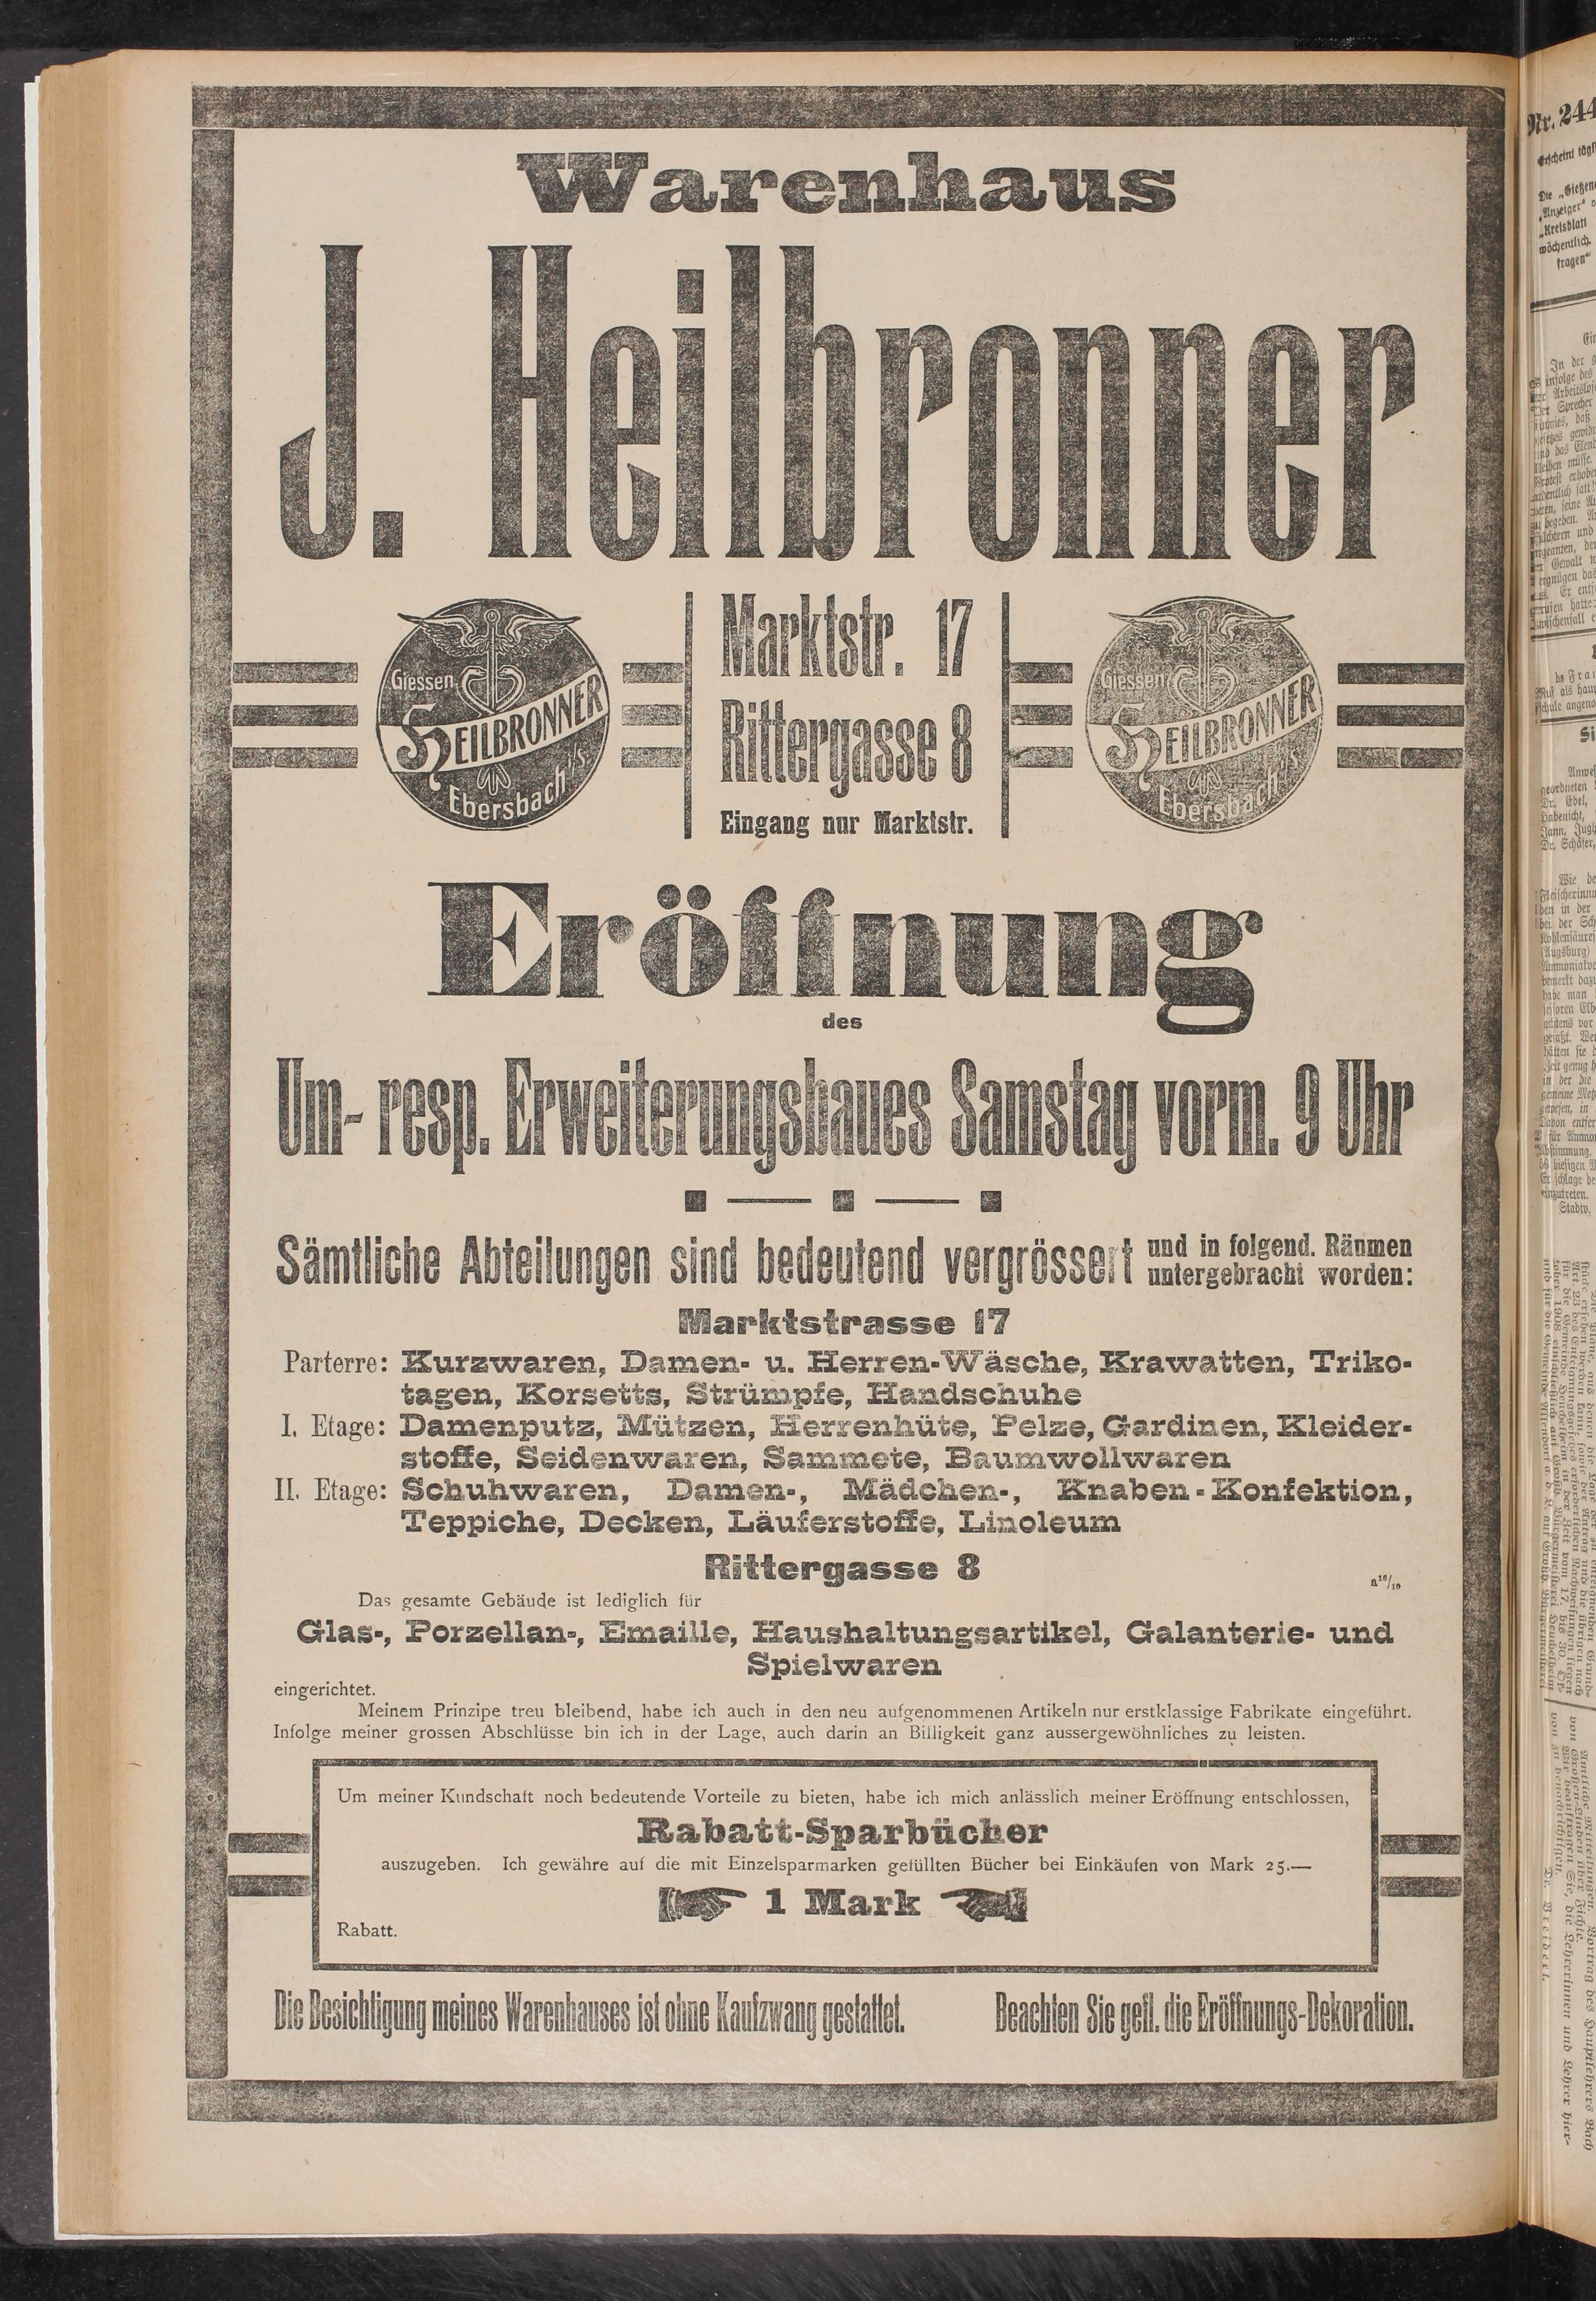 Warenhaus
J. Heilbronner
Giessen
HEILBRONNER
Ebersbach i/S.
Marktstr. 17
Rittergasse 8
Eingang nur Marktstr.
Giessen
HEILBRONNER
Ebersbach i/S.
Eröffnung
des
Um- resp. Erweiterungsbaues Samstag vorm. 9 Uhr
Sämtliche Abteilungen sind bedeutend vergrössert und in folgend. Räumen
untergebracht worden:
Marktstrasse 17
Parterre: Kurzwaren, Damen- u. Herren-Wäsche, Krawatten, Triko-
tagen, Korsetts, Strümpfe, Handschuhe
I. Etage: Damenputz, Mützen, Herrenhüte, Pelze, Gardinen, Kleider-
stoffe, Seidenwaren, Sammete, Baumwollwaren
II. Etage: Schuhwaren, Damen-, Mädchen-, Knaben-Konfektion,
Teppiche, Decken, Läuferstoffe, Linoleum
Rittergasse 8
a16/10
Das gesamte Gebäude ist lediglich für
Glas-, Porzellan-, Emaille, Haushaltungsartikel, Galanterie- und
Spielwaren
eingerichtet.
Meinem Prinzipe treu bleibend, habe ich auch in den neu aufgenommenen Artikeln nur erstklassige Fabrikate eingeführt.
Infolge meiner grossen Abschlüsse bin ich in der Lage, auch darin an Billigkeit ganz aussergewöhnliches zu leisten.
Um meiner Kundschaft noch bedeutende Vorteile zu bieten, habe ich mich anlässlich meiner Eröffnung entschlossen,
Rabatt-Sparbücher
auszugeben. Ich gewähre auf die mit Einzelsparmarken gefüllten Bücher bei Einkäufen von Mark 25.—
1 Mark
Rabatt.
Die Besichtigung meines Warenhauses ist ohne Kaufzwang gestattet. Beachten Sie gefl. die Eröffnungs-Dekoration.
Nr. 244
Erscheint
Die
"Kreisblatt
wöchentlich.